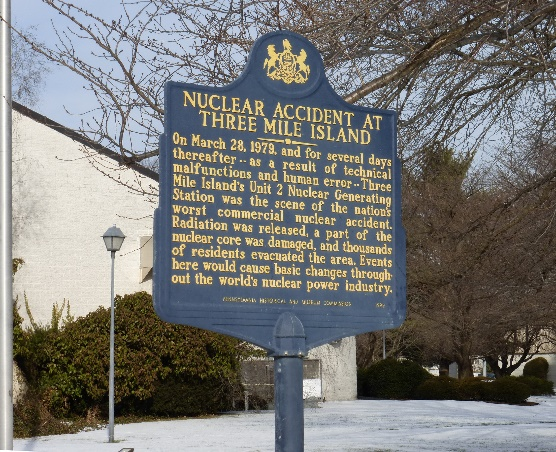 NUCLEAR ACCIDENT AT
THREE MILE ISLAND
On March 28, 1979, and for several days
thereafter--as a result of technical
malfunctions and human error--Three
Mile Island's Unit 2 Nuclear Generating
Station was the scene of the nation's
worst commercial nuclear accident.
Radiation was released, a part of the
nuclear core was damaged, and thousands
of residents evacuated the area. Events
here would cause basic changes through-
out the world's nuclear power industry.
PENNSYLVANIA HISTORICAL AND MUSEUM COMMISSION